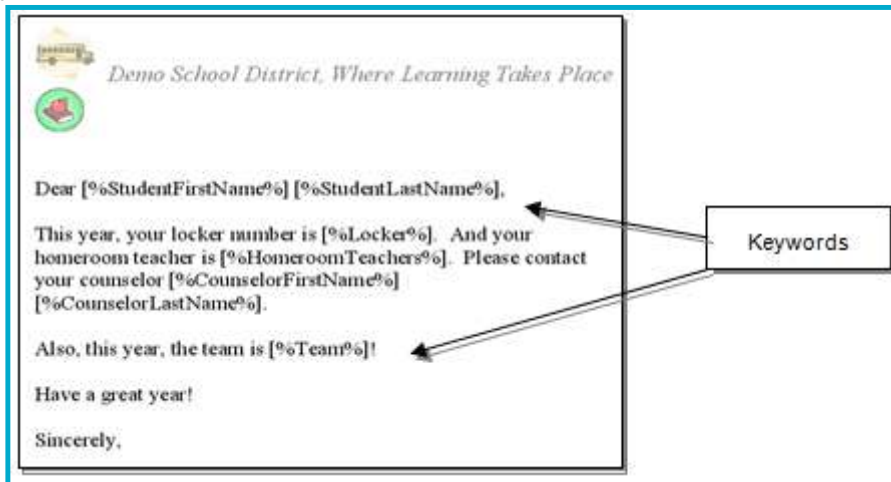 Demo School District, Where Learning Takes Place
Dear [%StudentFirstName%] [%StudentLastName%],
This year, your locker number is [%Locker%].  And your
homeroom teacher is [%HomeroomTeachers%].  Please contact
your counselor [%CounselorFirstName%]
[%CounselorLastName%].
Also, this year, the team is [%Team%]!
Have a great year!
Sincerely,
Keywords